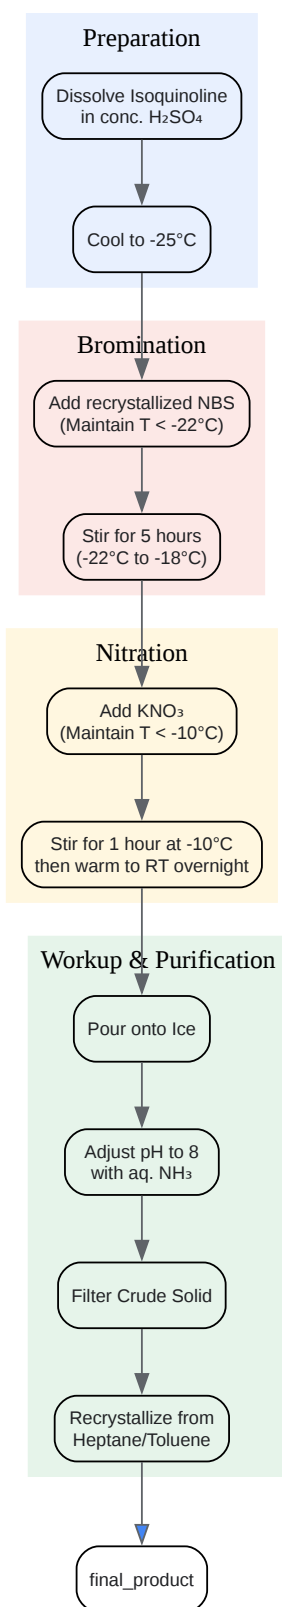 Preparation
Dissolve Isoquinoline
in conc. H₂SO₄
Cool to -25°C
Bromination
Add recrystallized NBS
(Maintain T < -22°C)
Stir for 5 hours
(-22°C to -18°C)
Nitration
Add KNO₃
(Maintain T < -10°C)
Stir for 1 hour at -10°C
then warm to RT overnight
Workup & Purification
Pour onto Ice
Adjust pH to 8
with aq. NH₃
Filter Crude Solid
Recrystallize from
Heptane/Toluene
final_product